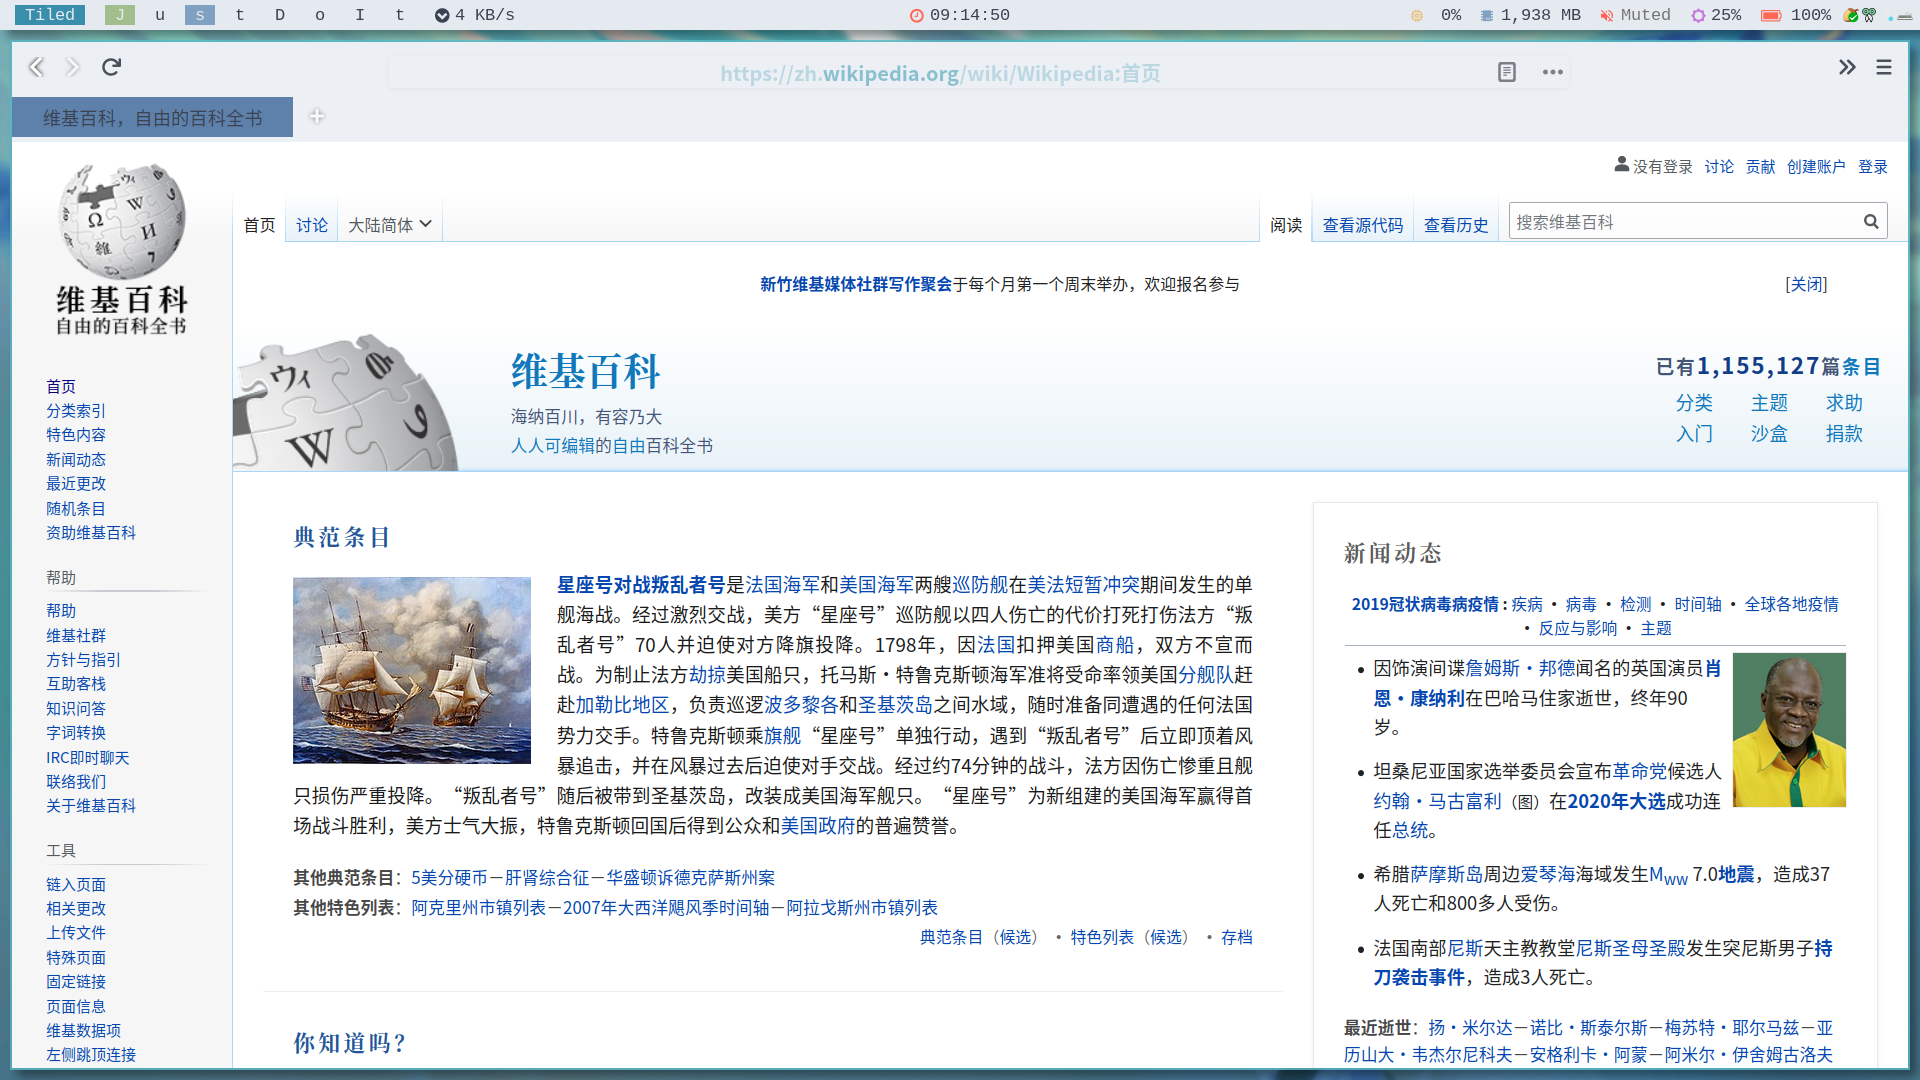 Tiled J u s t D o I t 4 KB/s 09:14:50 0% 1,938 MB Muted 25% 100%
https://zh.wikipedia.org/wiki/Wikipedia:首页
维基百科，自由的百科全书
没有登录 讨论 贡献 创建账户 登录
首页 讨论 大陆简体 阅读 查看源代码 查看历史 搜索维基百科
维基百科
自由的百科全书
新竹维基媒体社群写作聚会于每个月第一个周末举办，欢迎报名参与 [关闭]
维基百科
海纳百川，有容乃大
人人可编辑的自由百科全书
已有1,155,127篇条目
分类 主题 求助
入门 沙盒 捐款
首页
分类索引
特色内容
新闻动态
最近更改
随机条目
资助维基百科
帮助
帮助
维基社群
方针与指引
互助客栈
知识问答
字词转换
IRC即时聊天
联络我们
关于维基百科
工具
链入页面
相关更改
上传文件
特殊页面
固定链接
页面信息
维基数据项
左侧跳顶连接
典范条目
星座号对战叛乱者号是法国海军和美国海军两艘巡防舰在美法短暂冲突期间发生的单
舰海战。经过激烈交战，美方“星座号”巡防舰以四人伤亡的代价打死打伤法方“叛
乱者号”70人并迫使对方降旗投降。1798年，因法国扣押美国商船，双方不宣而
战。为制止法方劫掠美国船只，托马斯·特鲁克斯顿海军准将受命率领美国分舰队赶
赴加勒比地区，负责巡逻波多黎各和圣基茨岛之间水域，随时准备同遭遇的任何法国
势力交手。特鲁克斯顿乘旗舰“星座号”单独行动，遇到“叛乱者号”后立即顶着风
暴追击，并在风暴过去后迫使对手交战。经过约74分钟的战斗，法方因伤亡惨重且舰
只损伤严重投降。“叛乱者号”随后被带到圣基茨岛，改装成美国海军舰只。“星座号”为新组建的美国海军赢得首
场战斗胜利，美方士气大振，特鲁克斯顿回国后得到公众和美国政府的普遍赞誉。
其他典范条目：5美分硬币－肝肾综合征－华盛顿诉德克萨斯州案
其他特色列表：阿克里州市镇列表－2007年大西洋飓风季时间轴－阿拉戈斯州市镇列表
典范条目（候选） • 特色列表（候选） • 存档
你知道吗？
新闻动态
2019冠状病毒病疫情：疾病 • 病毒 • 检测 • 时间轴 • 全球各地疫情
• 反应与影响 • 主题
• 因饰演间谍詹姆斯·邦德闻名的英国演员肖
恩·康纳利在巴哈马住家逝世，终年90
岁。
• 坦桑尼亚国家选举委员会宣布革命党候选人
约翰·马古富利（图）在2020年大选成功连
任总统。
• 希腊萨摩斯岛周边爱琴海海域发生Mww 7.0地震，造成37
人死亡和800多人受伤。
• 法国南部尼斯天主教教堂尼斯圣母圣殿发生突尼斯男子持
刀袭击事件，造成3人死亡。
最近逝世：扬·米尔达－诺比·斯泰尔斯－梅苏特·耶尔马兹－亚
历山大·韦杰尔尼科夫－安格利卡·阿蒙－阿米尔·伊舍姆古洛夫